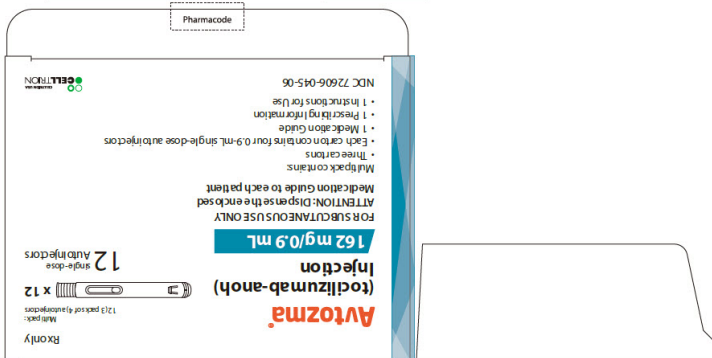 Pharmacode
Avtozma®
(tocilizumab-anoh)
Injection
162 mg/0.9 mL
FOR SUBCUTANEOUS USE ONLY
ATTENTION: Dispense the enclosed
Medication Guide to each patient
Multipack contains:
• Three cartons
• Each carton contains four 0.9-mL single-dose autoinjectors
• 1 Medication Guide
• 1 Prescribing Information
• 1 Instructions for Use
NDC 72606-045-06
Rx only
Multipack:
12 (3 packs of 4) autoinjectors
x 12
12 single-dose
Autoinjectors
CELLTRION